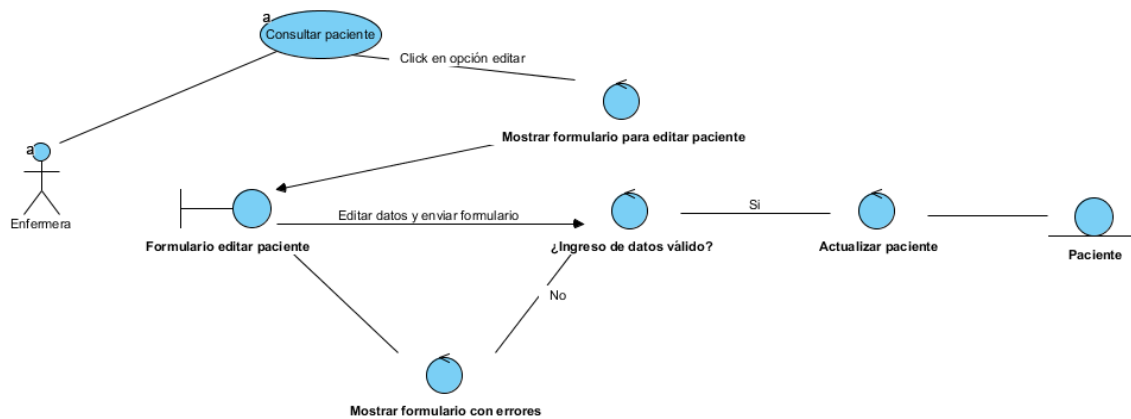 a
Consultar paciente
Click en opción editar
Mostrar formulario para editar paciente
a
Enfermera
Formulario editar paciente
Editar datos y enviar formulario
¿Ingreso de datos válido?
Si
Actualizar paciente
Paciente
No
Mostrar formulario con errores